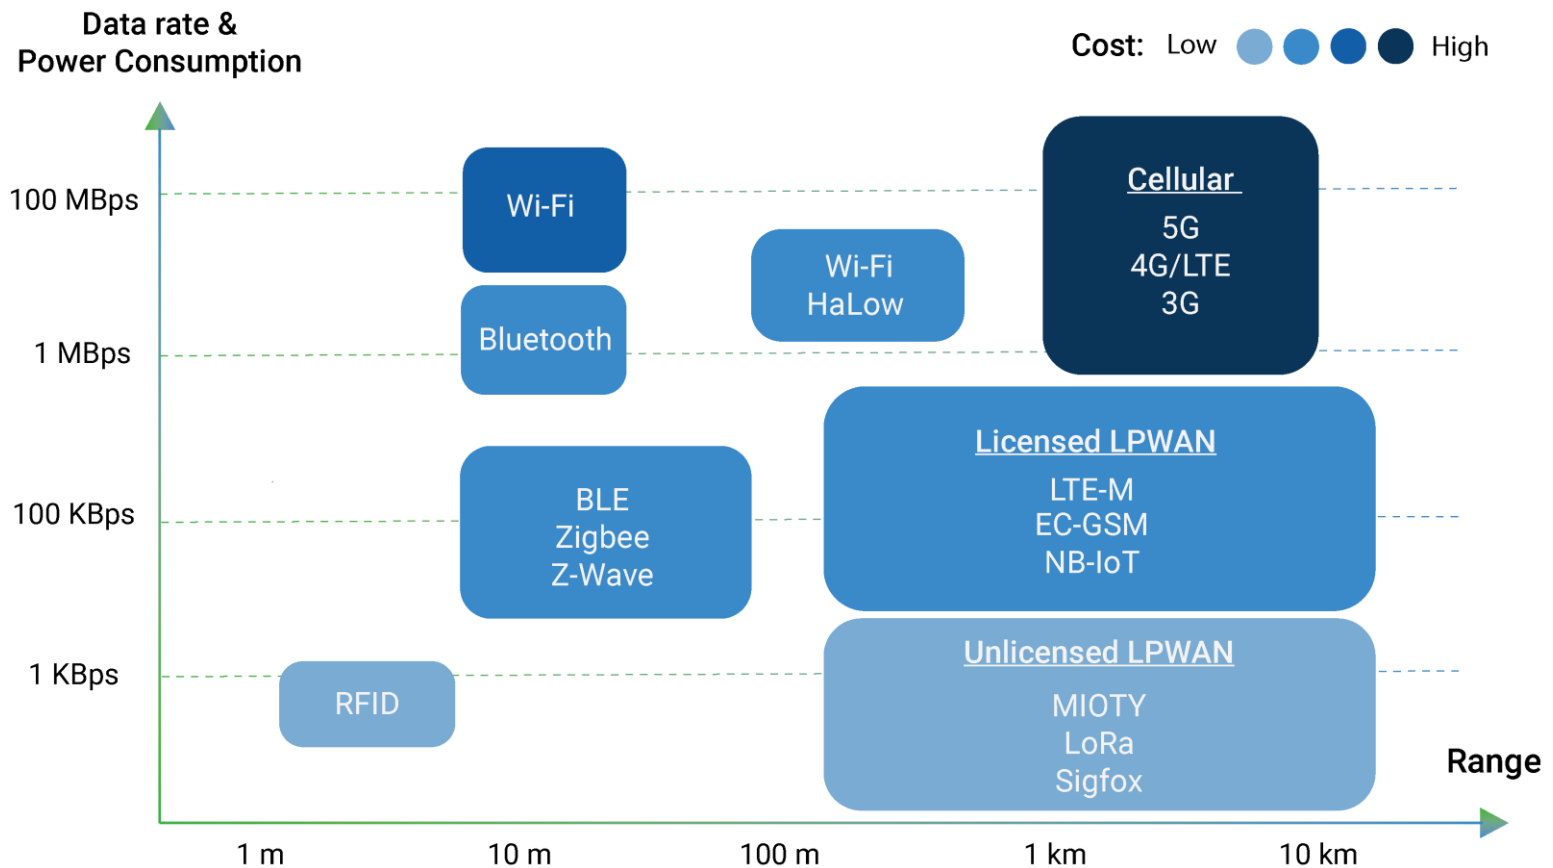 Data rate &
Power Consumption
Cost: Low High
100 MBps
1 MBps
100 KBps
1 KBps
Wi-Fi
Bluetooth
Wi-Fi
HaLow
Cellular
5G
4G/LTE
3G
BLE
Zigbee
Z-Wave
Licensed LPWAN
LTE-M
EC-GSM
NB-IoT
RFID
Unlicensed LPWAN
MIOTY
LoRa
Sigfox
Range
1 m 10 m 100 m 1 km 10 km